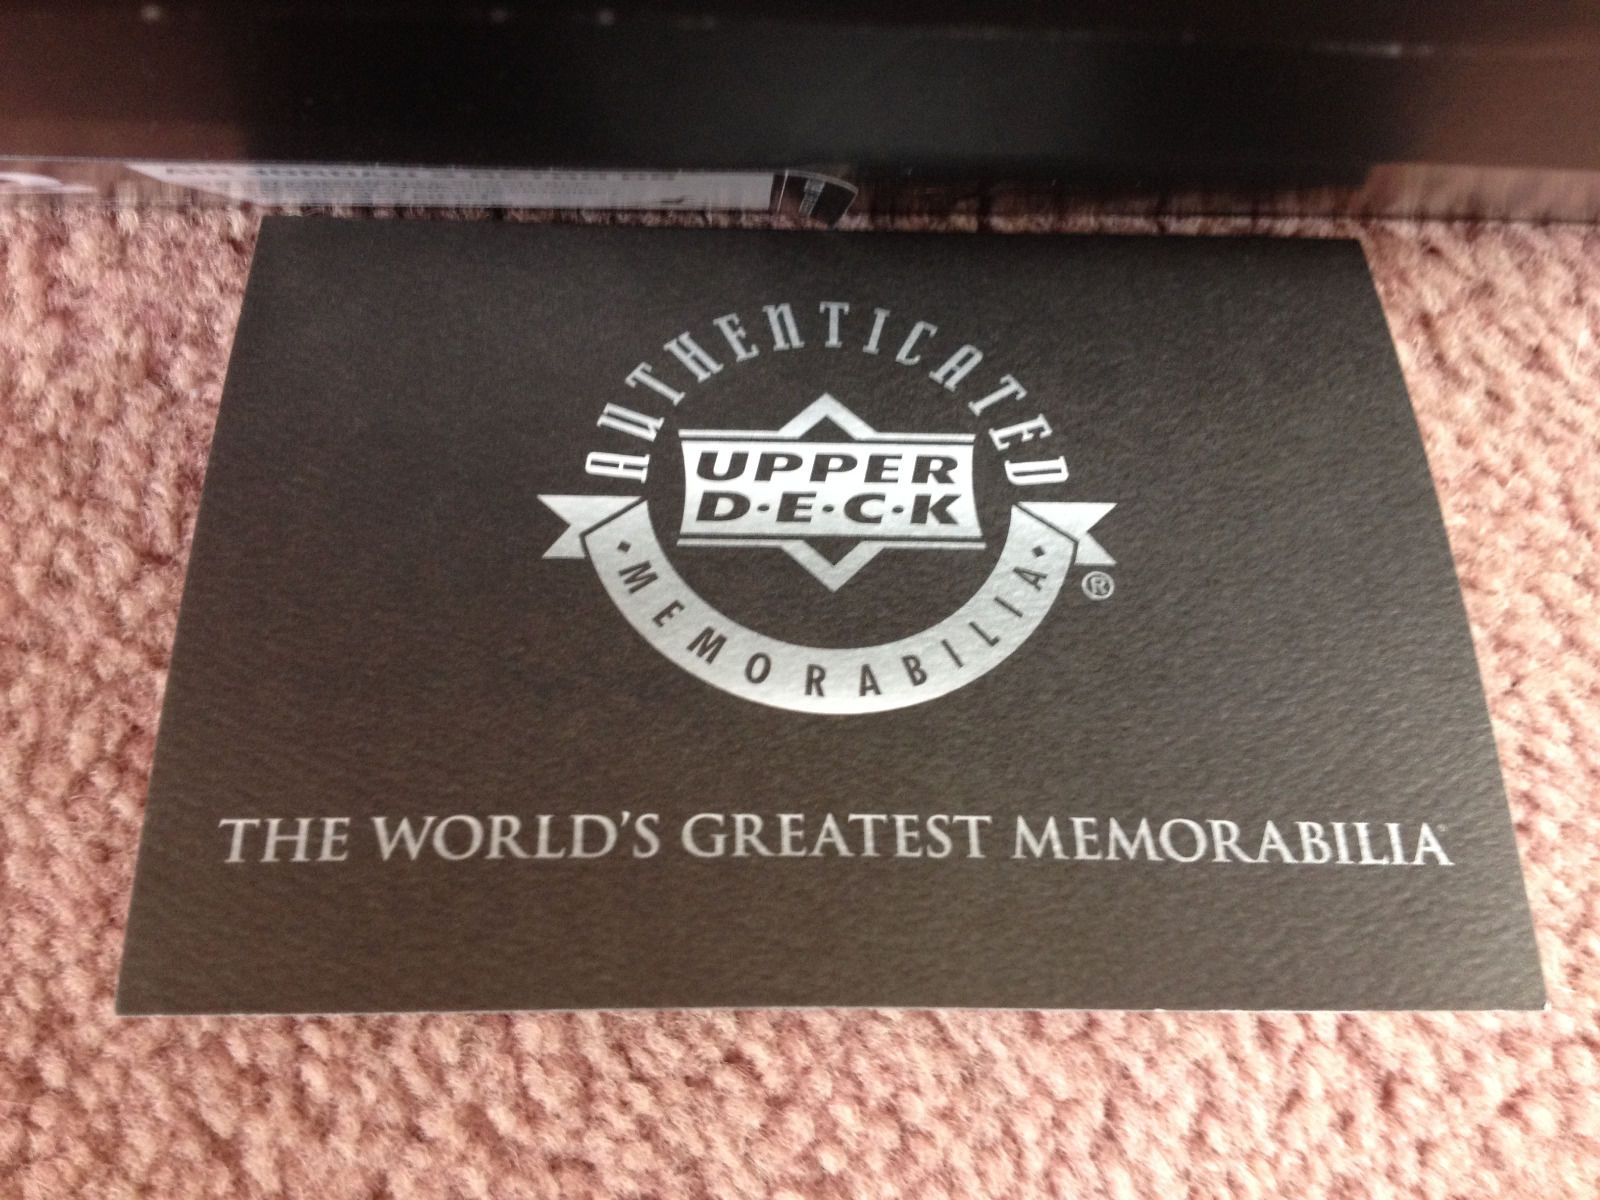 AUTHENTICATED
UPPER
D·E·C·K
·MEMORABILIA·
®
THE WORLD'S GREATEST MEMORABILIA